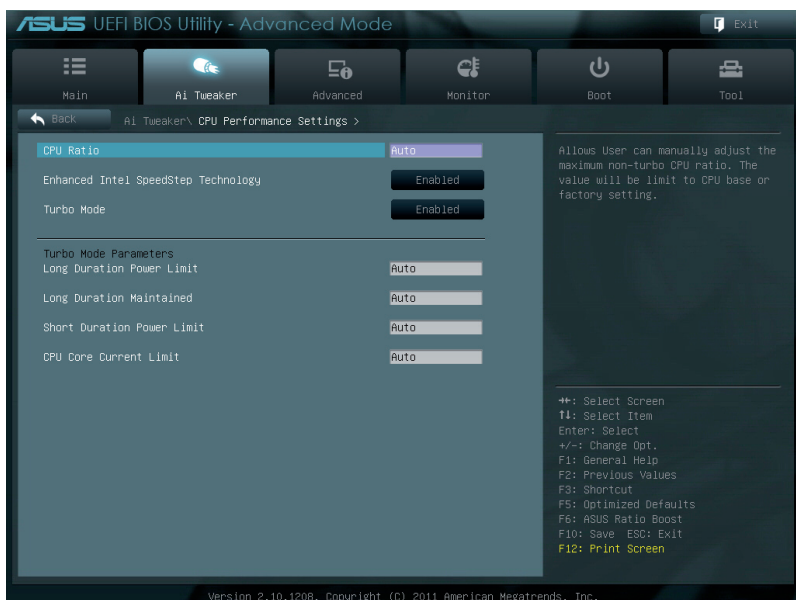 ASUS UEFI BIOS Utility - Advanced Mode
Exit
Main
Ai Tweaker
Advanced
Monitor
Boot
Tool
Back
Ai Tweaker\ CPU Performance Settings >
CPU Ratio Auto
Enhanced Intel SpeedStep Technology Enabled
Turbo Mode Enabled
Turbo Mode Parameters
Long Duration Power Limit Auto
Long Duration Maintained Auto
Short Duration Power Limit Auto
CPU Core Current Limit Auto
Allows User can manually adjust the
maximum non-turbo CPU ratio. The
value will be limit to CPU base or
factory setting.
→←: Select Screen
↑↓: Select Item
Enter: Select
+/-: Change Opt.
F1: General Help
F2: Previous Values
F3: Shortcut
F5: Optimized Defaults
F6: ASUS Ratio Boost
F10: Save ESC: Exit
F12: Print Screen
Version 2.10.1208. Copyright (C) 2011 American Megatrends, Inc.